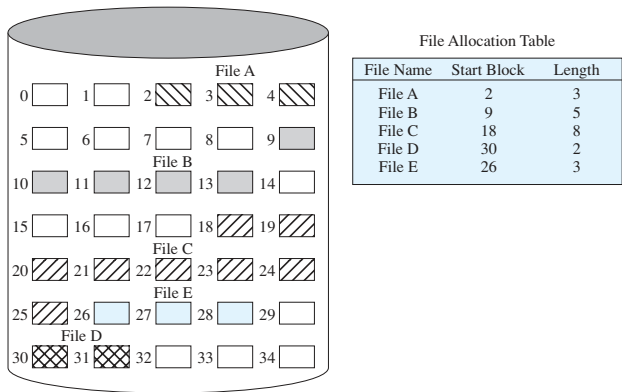 File A
0 1 2 3 4
5 6 7 8 9
File B
10 11 12 13 14
15 16 17 18 19
File C
20 21 22 23 24
File E
25 26 27 28 29
File D
30 31 32 33 34
File Allocation Table
File Name Start Block Length
File A 2 3
File B 9 5
File C 18 8
File D 30 2
File E 26 3